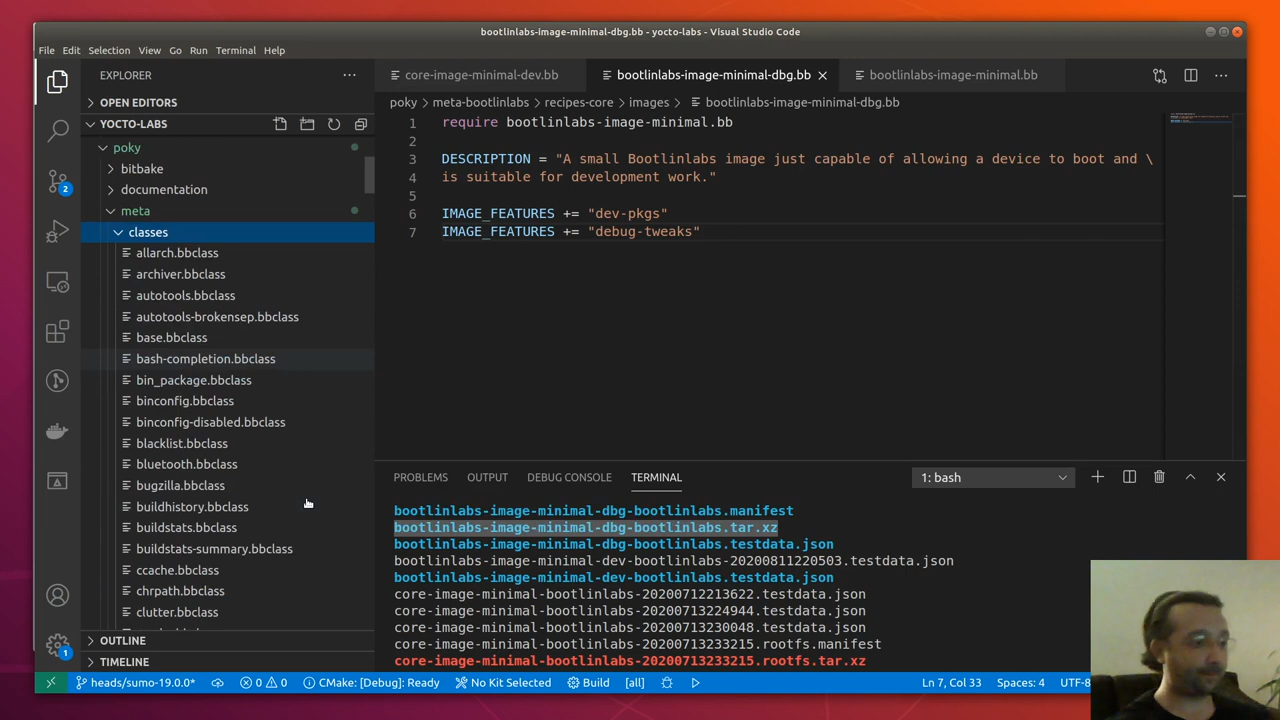 bootlinlabs-image-minimal-dbg.bb - yocto-labs - Visual Studio Code
File Edit Selection View Go Run Terminal Help
EXPLORER
core-image-minimal-dev.bb
bootlinlabs-image-minimal-dbg.bb
bootlinlabs-image-minimal.bb
OPEN EDITORS
poky > meta-bootlinlabs > recipes-core > images > bootlinlabs-image-minimal-dbg.bb
YOCTO-LABS
poky
bitbake
documentation
meta
classes
allarch.bbclass
archiver.bbclass
autotools.bbclass
autotools-brokensep.bbclass
base.bbclass
bash-completion.bbclass
bin_package.bbclass
binconfig.bbclass
binconfig-disabled.bbclass
blacklist.bbclass
bluetooth.bbclass
bugzilla.bbclass
buildhistory.bbclass
buildstats.bbclass
buildstats-summary.bbclass
ccache.bbclass
chrpath.bbclass
clutter.bbclass
OUTLINE
TIMELINE
2
1
1 require bootlinlabs-image-minimal.bb
2
3 DESCRIPTION = "A small Bootlinlabs image just capable of allowing a device to boot and \
4 is suitable for development work."
5
6 IMAGE_FEATURES += "dev-pkgs"
7 IMAGE_FEATURES += "debug-tweaks"
PROBLEMS OUTPUT DEBUG CONSOLE TERMINAL 1: bash
bootlinlabs-image-minimal-dbg-bootlinlabs.manifest
bootlinlabs-image-minimal-dbg-bootlinlabs.tar.xz
bootlinlabs-image-minimal-dbg-bootlinlabs.testdata.json
bootlinlabs-image-minimal-dev-bootlinlabs-20200811220503.testdata.json
bootlinlabs-image-minimal-dev-bootlinlabs.testdata.json
core-image-minimal-bootlinlabs-20200712213622.testdata.json
core-image-minimal-bootlinlabs-20200713224944.testdata.json
core-image-minimal-bootlinlabs-20200713230048.testdata.json
core-image-minimal-bootlinlabs-20200713233215.rootfs.manifest
core-image-minimal-bootlinlabs-20200713233215.rootfs.tar.xz
heads/sumo-19.0.0* 0 0 CMake: [Debug]: Ready No Kit Selected Build [all] Ln 7, Col 33 Spaces: 4 UTF-8